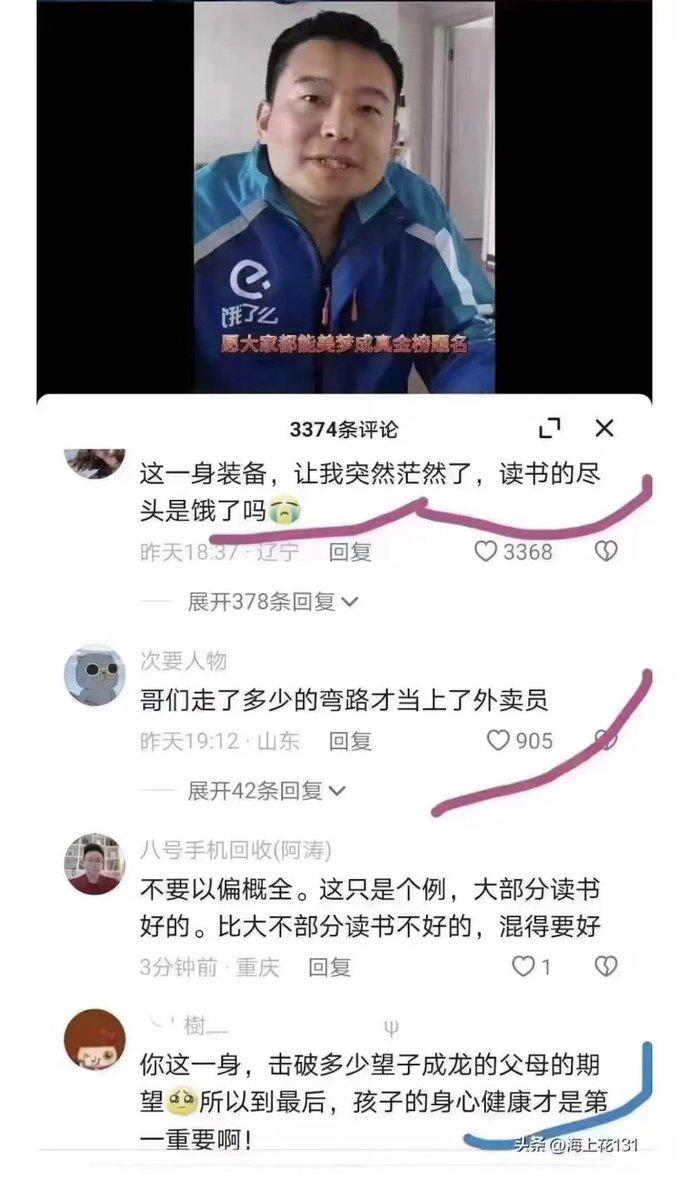 饿了么
愿大家都能美梦成真金榜题名
3374条评论
这一身装备，让我突然茫然了，读书的尽
头是饿了吗😭
昨天18:37 · 辽宁 回复 3368
展开378条回复
次要人物
哥们走了多少的弯路才当上了外卖员
昨天19:12 · 山东 回复 905
展开42条回复
八号手机回收(阿涛)
不要以偏概全。这只是个例，大部分读书
好的。比大不部分读书不好的，混得要好
3分钟前 · 重庆 回复 1
╰╵樹__ ψ
你这一身，击破多少望子成龙的父母的期
望🥺所以到最后，孩子的身心健康才是第
一重要啊！
头条 @海上花131